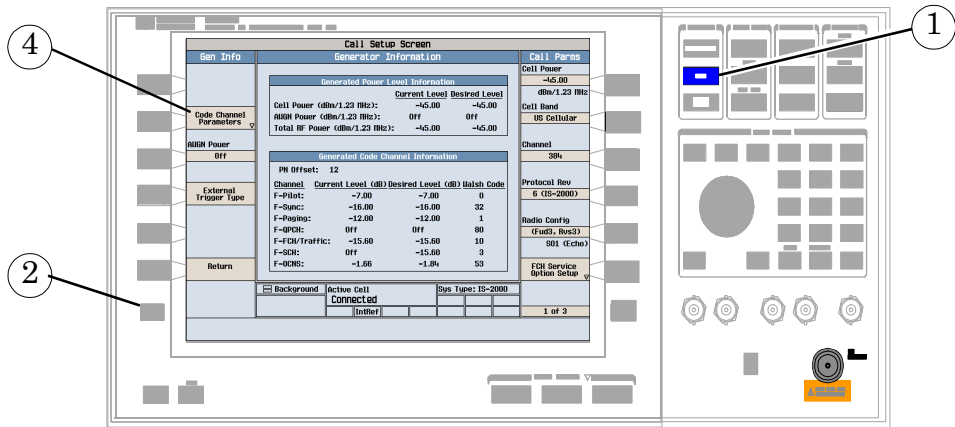 1
4
2
Call Setup Screen
Gen Info
Generator Information
Call Parms
Code Channel
Parameters
AWGN Power
Off
External
Trigger Type
Return
Generated Power Level Information
Current Level Desired Level
Cell Power (dBm/1.23 MHz): -45.00 -45.00
AWGN Power (dBm/1.23 MHz): Off Off
Total RF Power (dBm/1.23 MHz): -45.00 -45.00
Generated Code Channel Information
PN Offset: 12
Channel Current Level (dB) Desired Level (dB) Walsh Code
F-Pilot: -7.00 -7.00 0
F-Sync: -16.00 -16.00 32
F-Paging: -12.00 -12.00 1
F-QPCH: Off Off 80
F-FCH/Traffic: -15.60 -15.60 10
F-SCH: Off -15.60 3
F-OCNS: -1.66 -1.84 53
Cell Power
-45.00
dBm/1.23 MHz
Cell Band
US Cellular
Channel
384
Protocol Rev
6 (IS-2000)
Radio Config
(Fwd3, Rvs3)
SO1 (Echo)
FCH Service
Option Setup
Background
Active Cell
Sys Type: IS-2000
Connected
IntRef
1 of 3